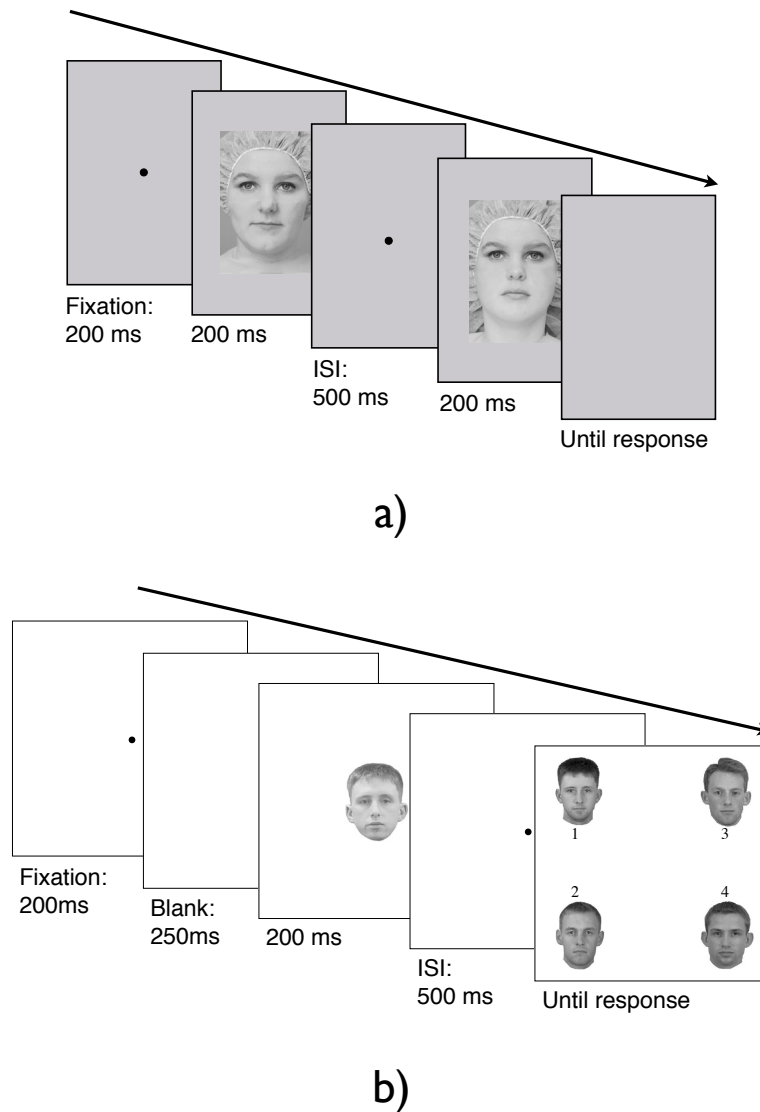 Fixation:
200 ms
200 ms
ISI:
500 ms
200 ms
Until response
a)
1
3
2
4
Fixation:
200ms
Blank:
250ms
200 ms
ISI:
500 ms
Until response
b)